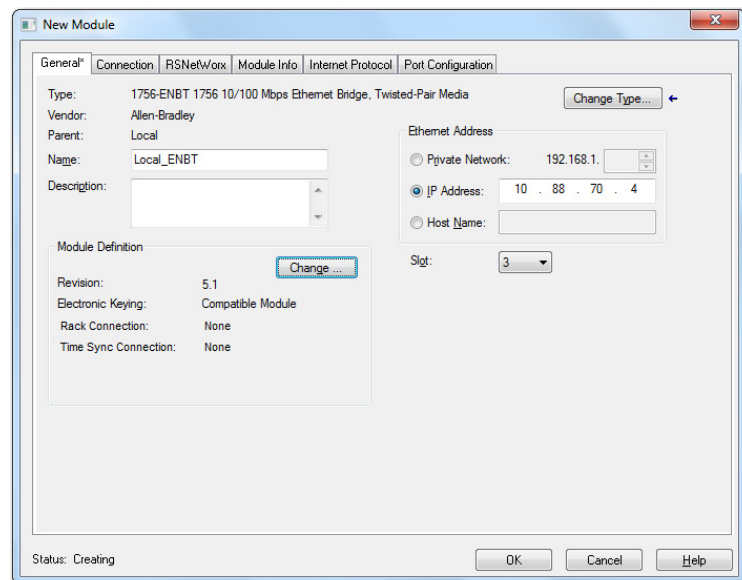 New Module
General* Connection RSNetWorx Module Info Internet Protocol Port Configuration
Type: 1756-ENBT 1756 10/100 Mbps Ethernet Bridge, Twisted-Pair Media
Change Type...
Vendor: Allen-Bradley
Parent: Local
Name: Local_ENBT
Description:
Ethernet Address
Private Network: 192.168.1.
IP Address: 10 . 88 . 70 . 4
Host Name:
Module Definition
Change ...
Slot: 3
Revision: 5.1
Electronic Keying: Compatible Module
Rack Connection: None
Time Sync Connection: None
Status: Creating
OK Cancel Help